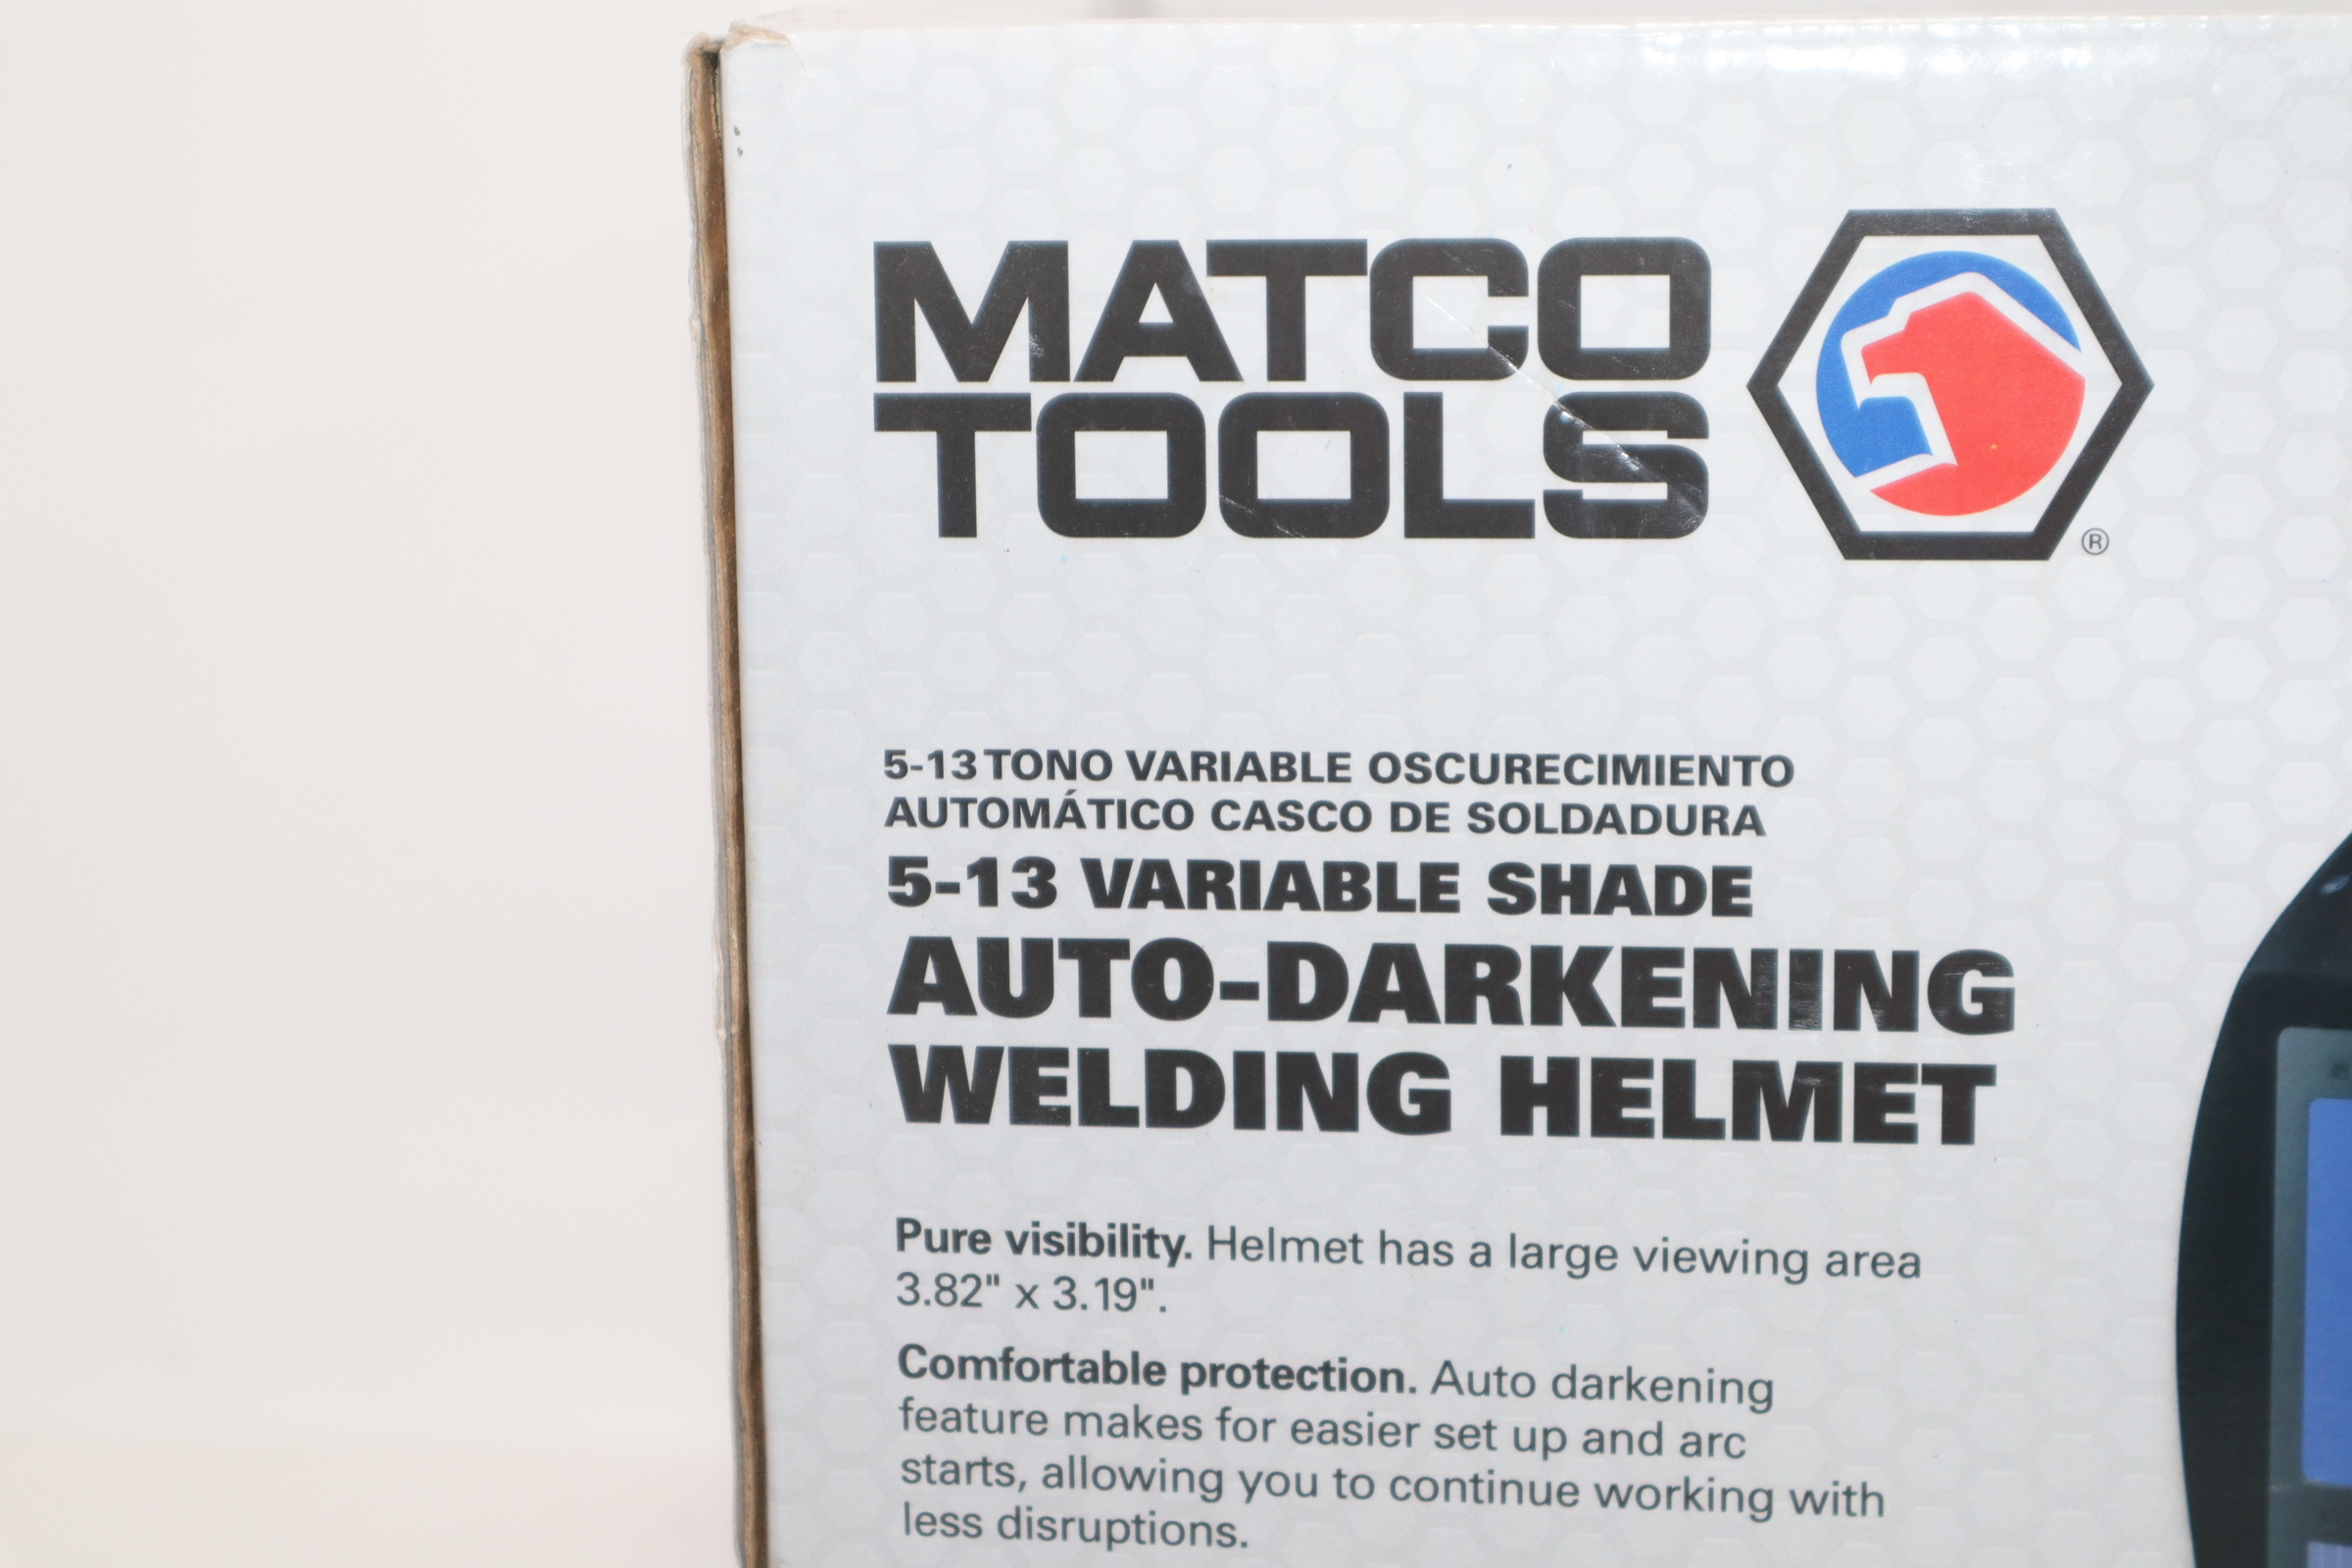 MATCO
TOOLS
®
5-13 TONO VARIABLE OSCURECIMIENTO
AUTOMÁTICO CASCO DE SOLDADURA
5-13 VARIABLE SHADE
AUTO-DARKENING
WELDING HELMET
Pure visibility. Helmet has a large viewing area
3.82" x 3.19".
Comfortable protection. Auto darkening
feature makes for easier set up and arc
starts, allowing you to continue working with
less disruptions.